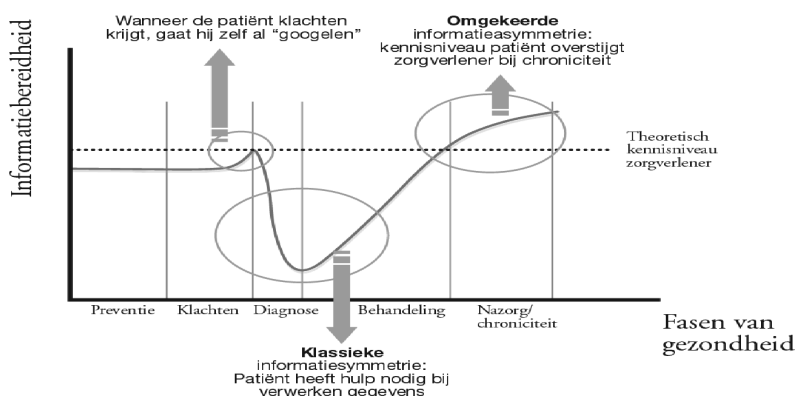 Wanneer de patiënt klachten
krijgt, gaat hij zelf al “googelen”
Omgekeerde
informatieasymmetrie:
kennisniveau patiënt overstijgt
zorgverlener bij chroniciteit
Informatiebereidheid
Theoretisch
kennisniveau
zorgverlener
Preventie
Klachten
Diagnose
Behandeling
Nazorg/
chroniciteit
Fasen van
gezondheid
Klassieke
informatiesymmetrie:
Patiënt heeft hulp nodig bij
verwerken gegevens